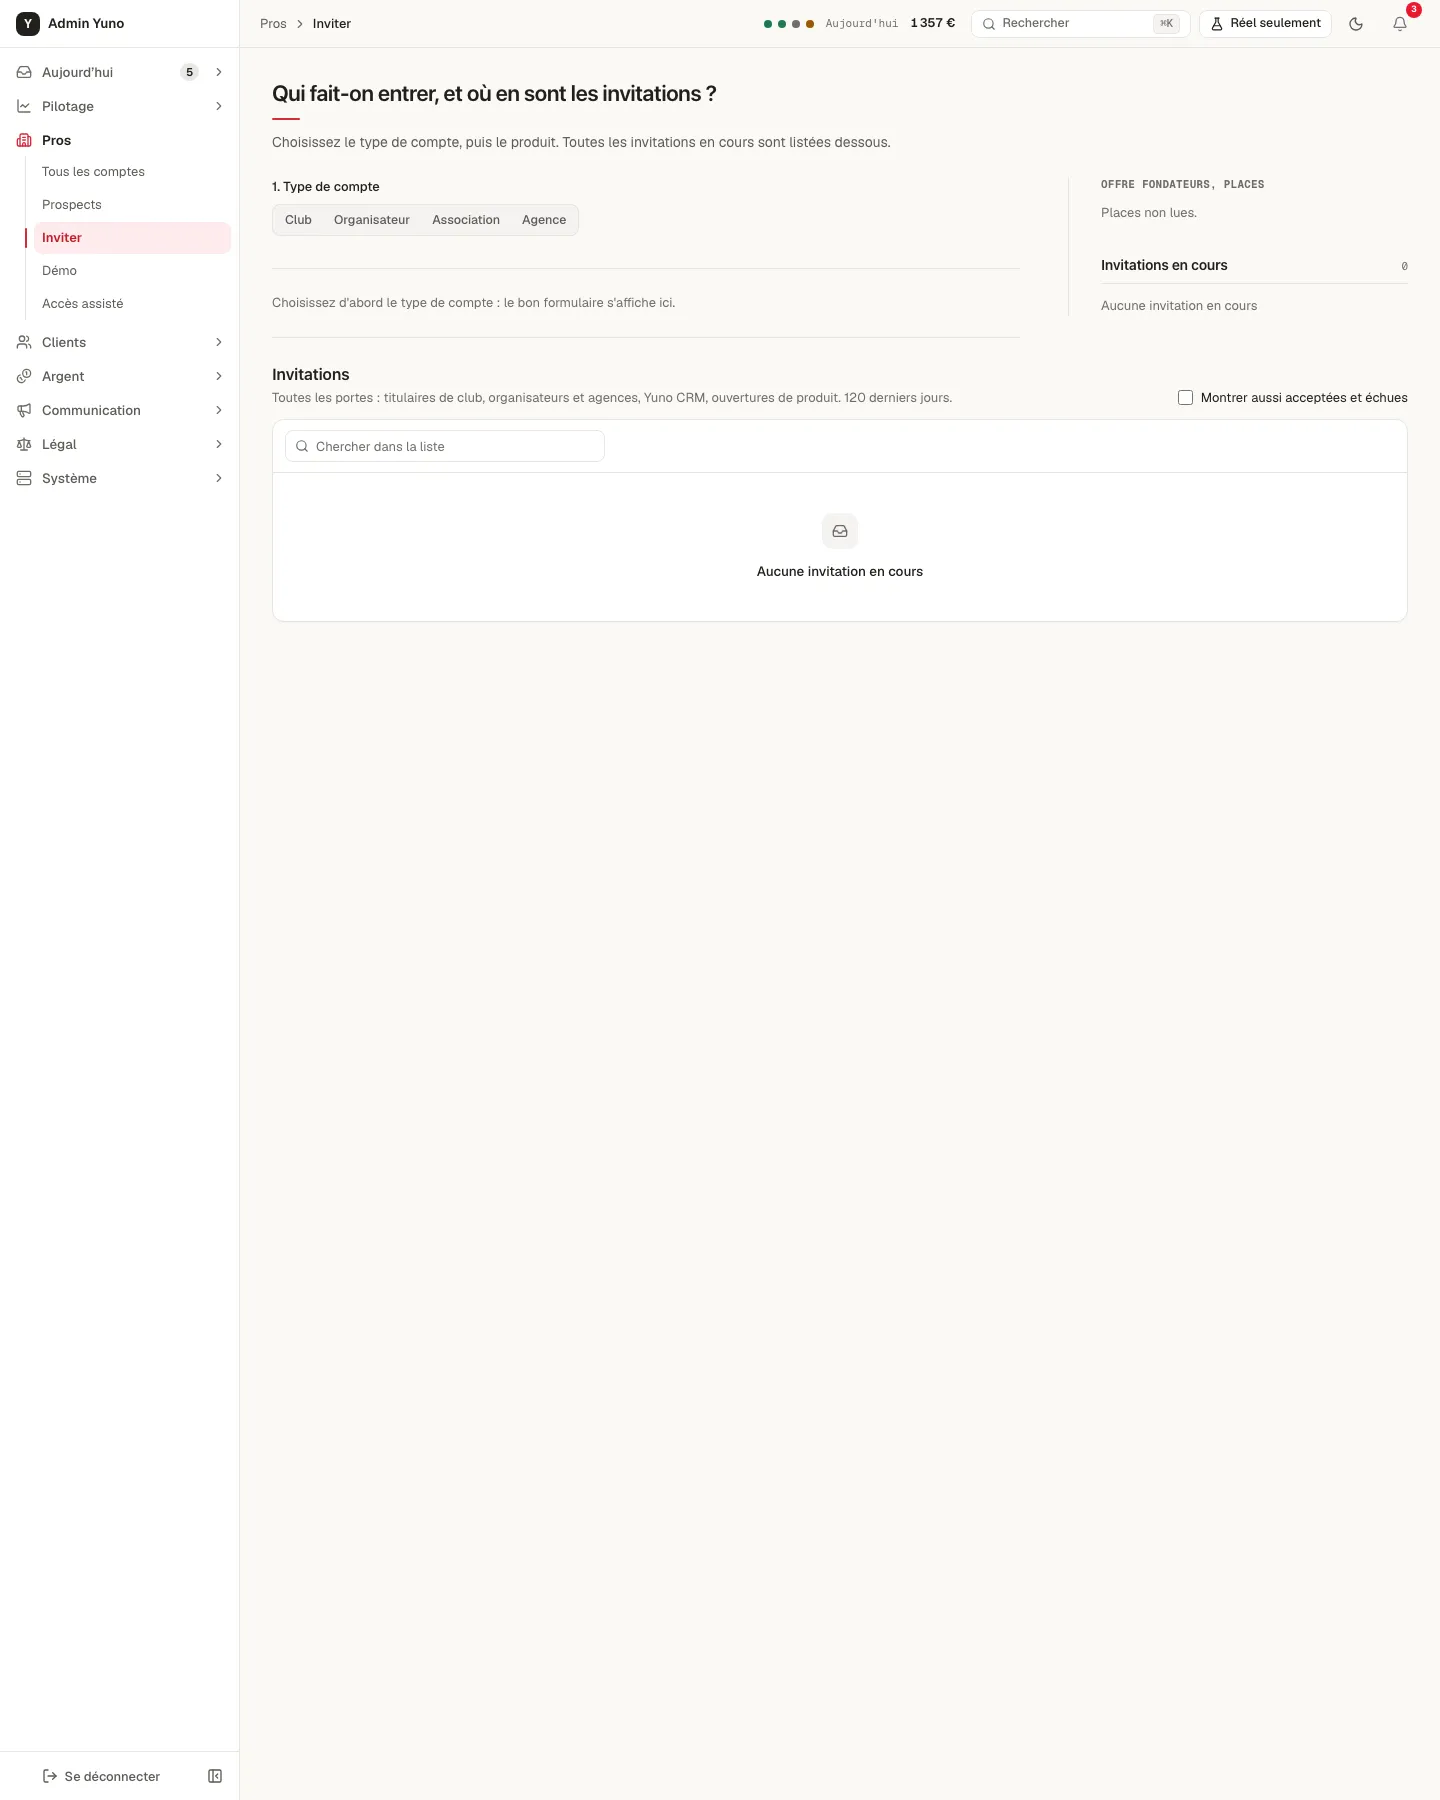 Y Admin Yuno
Pros > Inviter
Aujourd'hui 1 357 €
Rechercher ⌘K
Réel seulement
3
Aujourd'hui 5
Pilotage
Pros
Tous les comptes
Prospects
Inviter
Démo
Accès assisté
Clients
Argent
Communication
Légal
Système
Qui fait-on entrer, et où en sont les invitations ?
Choisissez le type de compte, puis le produit. Toutes les invitations en cours sont listées dessous.
1. Type de compte
Club Organisateur Association Agence
Choisissez d'abord le type de compte : le bon formulaire s'affiche ici.
OFFRE FONDATEURS, PLACES
Places non lues.
Invitations en cours 0
Aucune invitation en cours
Invitations
Toutes les portes : titulaires de club, organisateurs et agences, Yuno CRM, ouvertures de produit. 120 derniers jours.
Montrer aussi acceptées et échues
Chercher dans la liste
Aucune invitation en cours
Se déconnecter